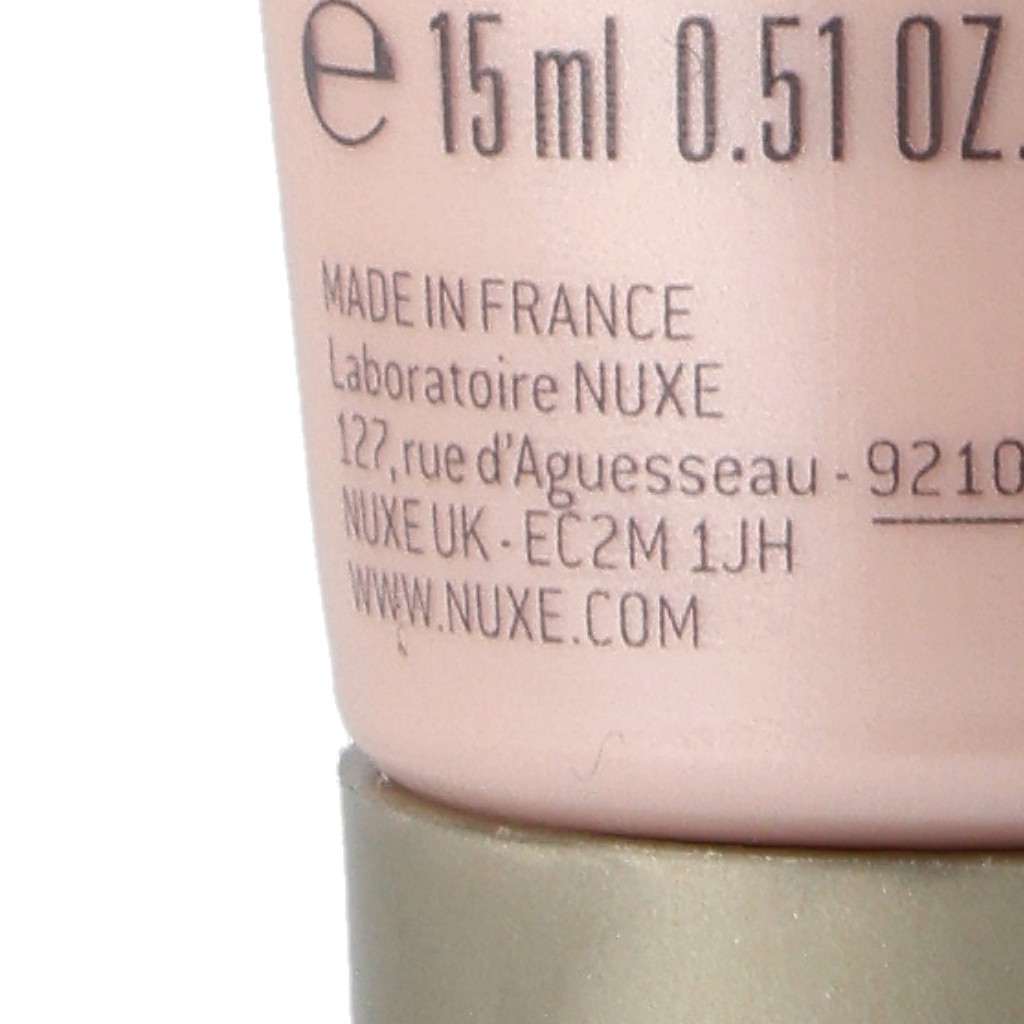 e 15 ml 0.51 OZ.
MADE IN FRANCE
Laboratoire NUXE
127, rue d'Aguesseau - 9210
NUXE UK - EC2M 1JH
WWW.NUXE.COM